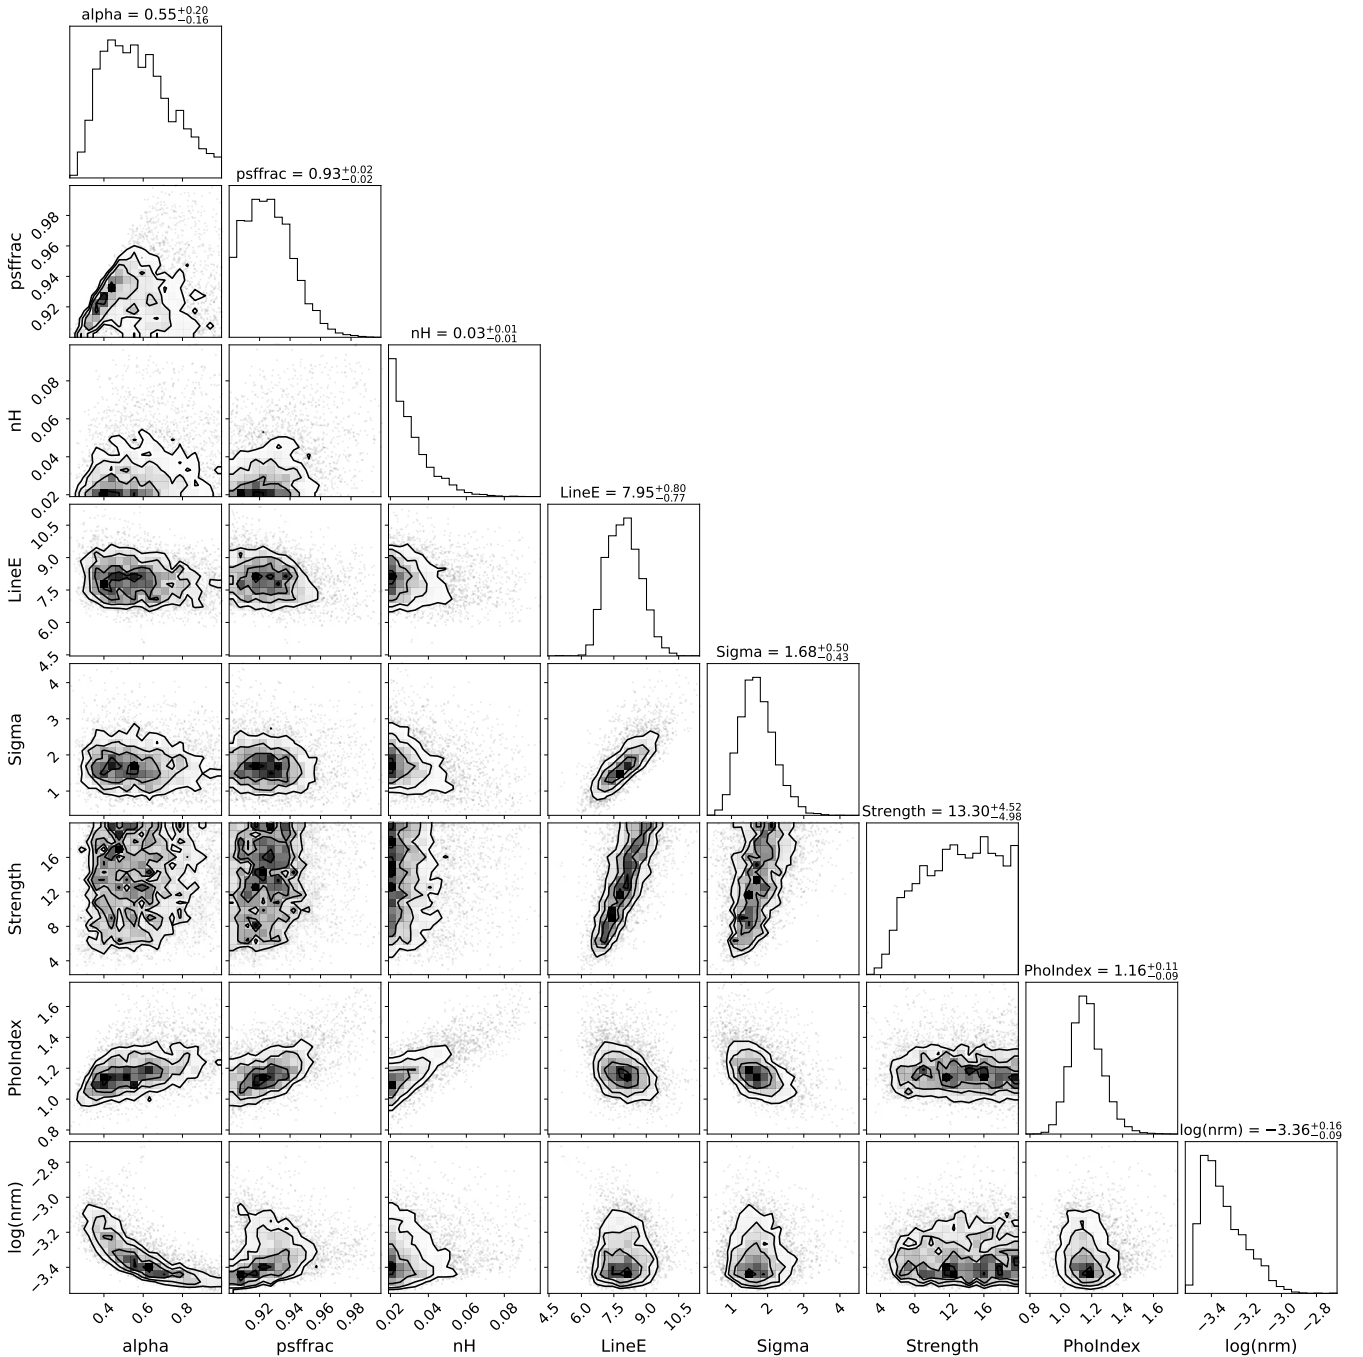 alpha = 0.55+0.20−0.16
psffrac = 0.93+0.02−0.02
nH = 0.03+0.01−0.01
LineE = 7.95+0.80−0.77
Sigma = 1.68+0.50−0.43
Strength = 13.30+4.52−4.98
PhoIndex = 1.16+0.11−0.09
log(nrm) = −3.36+0.16−0.09
psffrac
0.98
0.96
0.94
0.92
nH
0.08
0.06
0.04
0.02
LineE
10.5
9.0
7.5
6.0
4.5
Sigma
4
3
2
1
Strength
16
12
8
4
PhoIndex
1.6
1.4
1.2
1.0
0.8
log(nrm)
−2.8
−3.0
−3.2
−3.4
0.4 0.6 0.8
0.92 0.94 0.96 0.98
0.02 0.04 0.06 0.08
4.5 6.0 7.5 9.0 10.5
1 2 3 4
4 8 12 16
0.8 1.0 1.2 1.4 1.6
−3.4 −3.2 −3.0 −2.8
alpha psffrac nH LineE Sigma Strength PhoIndex log(nrm)